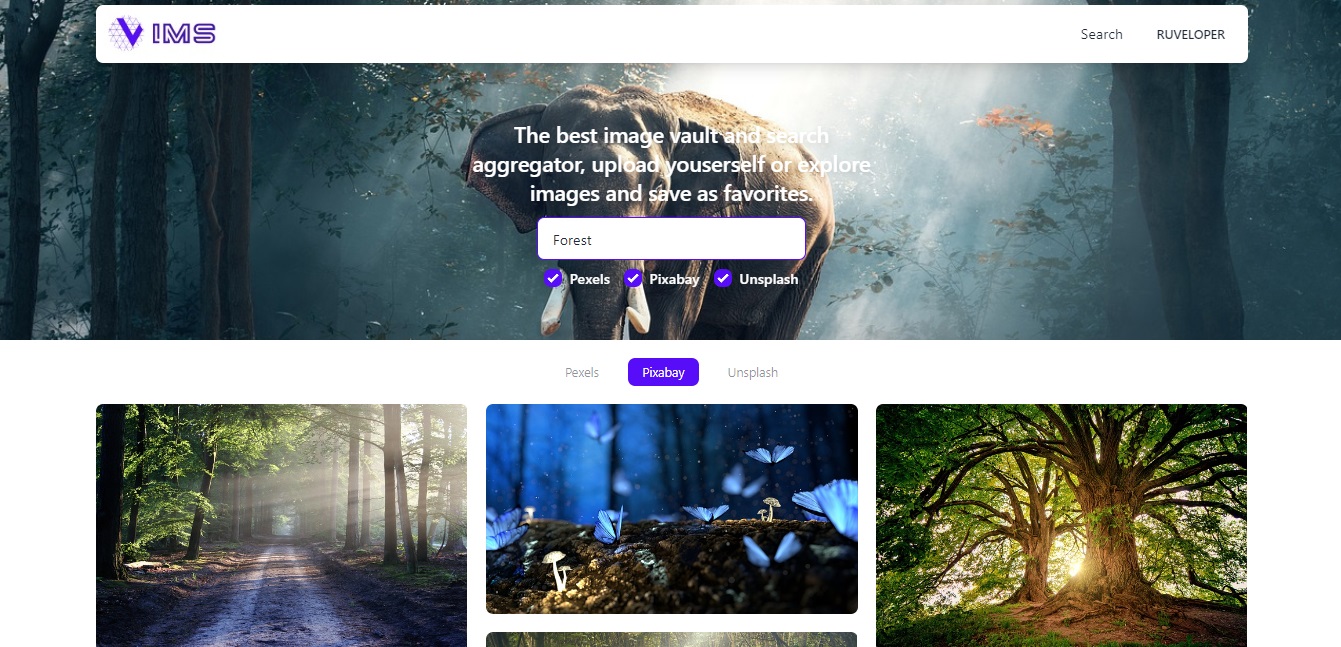 IMS
Search
RUVELOPER
The best image vault and search
aggregator, upload youserself or explore
images and save as favorites.
Forest
Pexels
Pixabay
Unsplash
Pexels
Pixabay
Unsplash